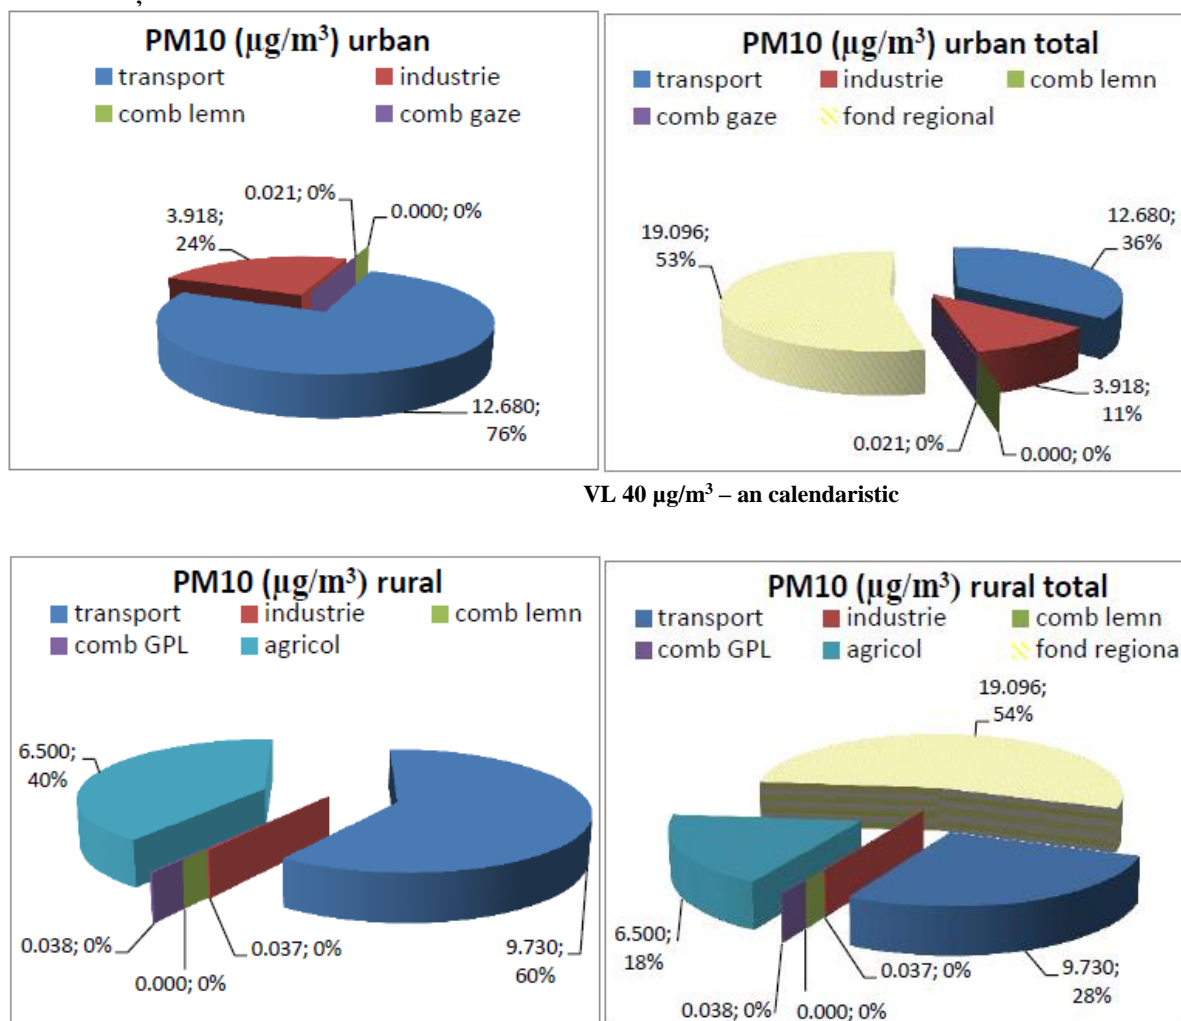 PM10 (µg/m³) urban
transport
industrie
comb lemn
comb gaze
0.021; 0%
0.000; 0%
3.918;
24%
12.680;
76%
PM10 (µg/m³) urban total
transport
industrie
comb lemn
comb gaze
fond regional
19.096;
53%
12.680;
36%
3.918;
11%
0.021; 0%
0.000; 0%
VL 40 µg/m³ – an calendaristic
PM10 (µg/m³) rural
transport
industrie
comb lemn
comb GPL
agricol
6.500;
40%
0.038; 0%
0.000; 0%
0.037; 0%
9.730;
60%
PM10 (µg/m³) rural total
transport
industrie
comb lemn
comb GPL
agricol
fond regiona
19.096;
54%
6.500;
18%
0.038; 0%
0.000; 0%
0.037; 0%
9.730;
28%